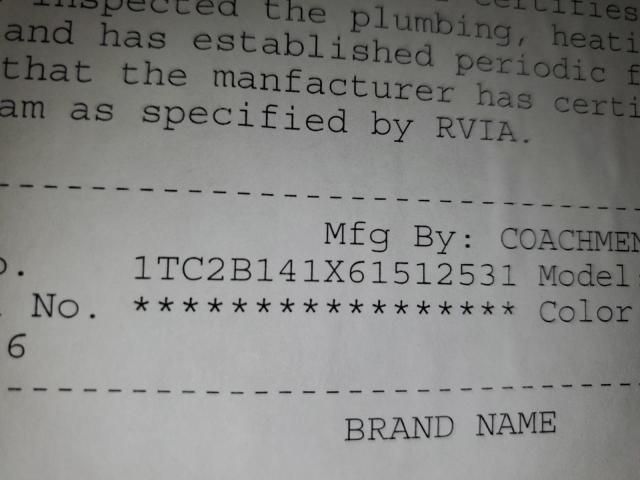 inspected the plumbing, heati
and has established periodic f
that the manfacturer has certi
am as specified by RVIA.
Mfg By: COACHMEN
o. 1TC2B141X61512531 Model:
No. ***************** Color
6
BRAND NAME